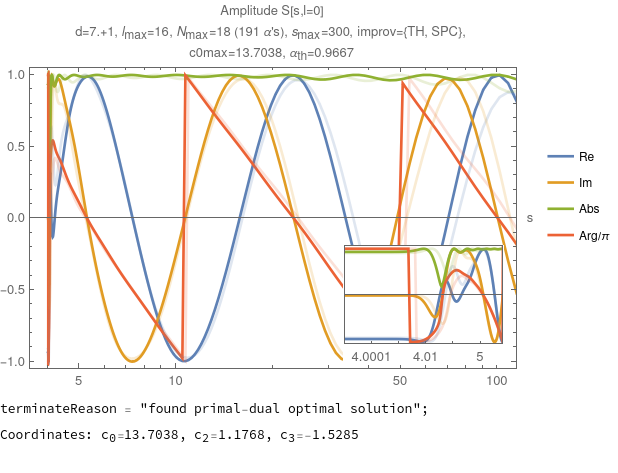 Amplitude S[s,l=0]
d=7.+1, lmax=16, Nmax=18 (191 α's), smax=300, improv={TH, SPC},
c0max=13.7038, αth=0.9667
1.0
0.5
0.0
-0.5
-1.0
5
10
50
100
s
4.0001
4.01
5
Re
Im
Abs
Arg/π
terminateReason = "found primal-dual optimal solution";
Coordinates: c0=13.7038, c2=1.1768, c3=-1.5285